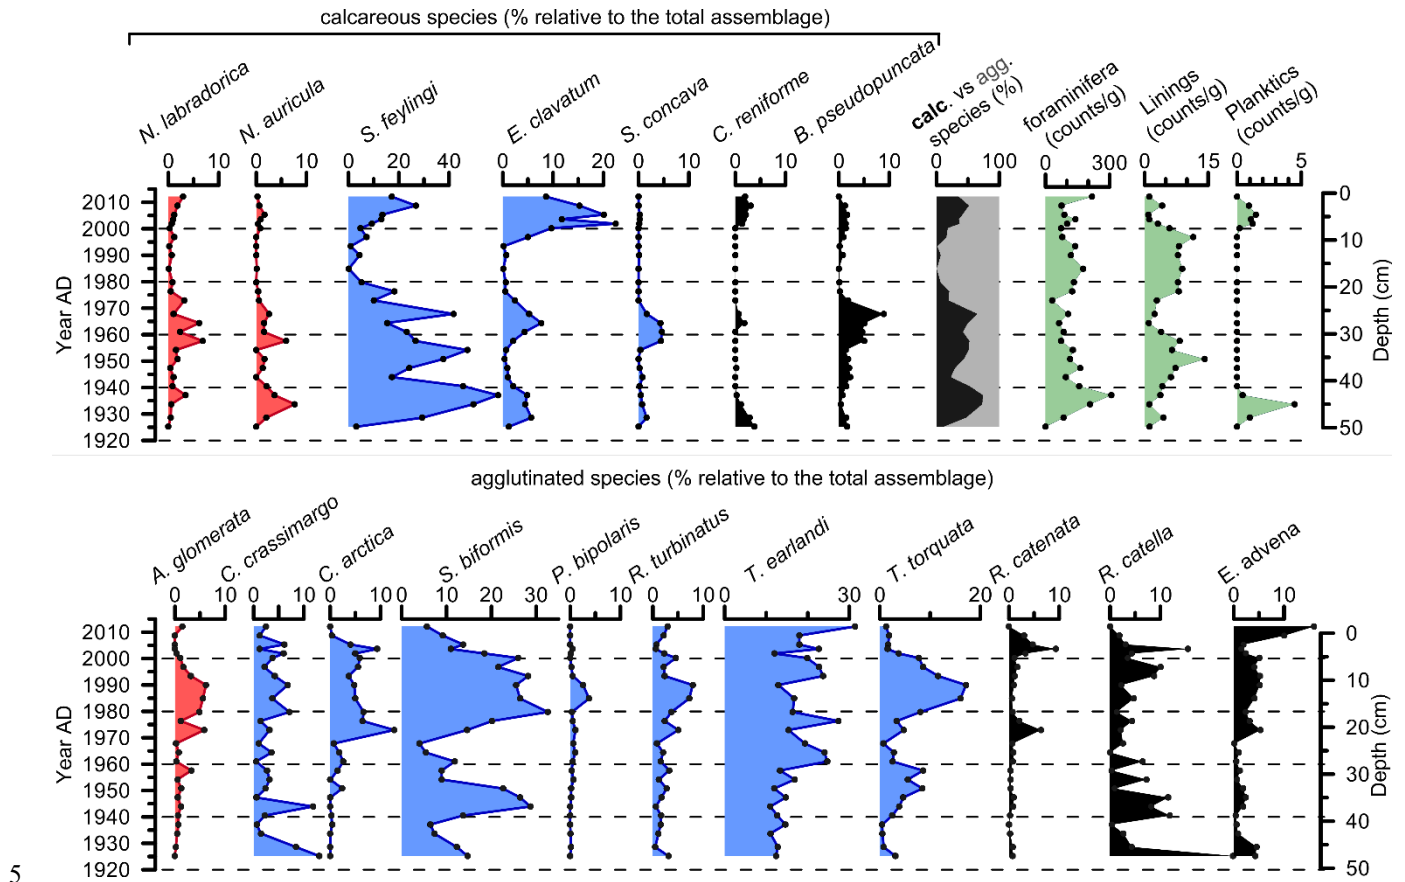 calcareous species (% relative to the total assemblage)
N. labradorica
N. auricula
S. feylingi
E. clavatum
S. concava
C. reniforme
B. pseudopuncata
calc. vs agg.
species (%)
foraminifera
(counts/g)
Linings
(counts/g)
Planktics
(counts/g)
0 10 0 10 0 20 40 0 10 20 0 10 0 10 0 10 0 100 0 300 0 15 0 5
2010
2000
1990
1980
1970
1960
1950
1940
1930
1920
Year AD
0
10
20
30
40
50
Depth (cm)
agglutinated species (% relative to the total assemblage)
A. glomerata
C. crassimargo
C. arctica
S. biformis
P. bipolaris
R. turbinatus
T. earlandi
T. torquata
R. catenata
R. catella
E. advena
0 10 0 10 0 10 0 10 20 30 0 10 0 10 0 30 0 20 0 10 0 10 0 10
2010
2000
1990
1980
1970
1960
1950
1940
1930
1920
Year AD
0
10
20
30
40
50
Depth (cm)
5